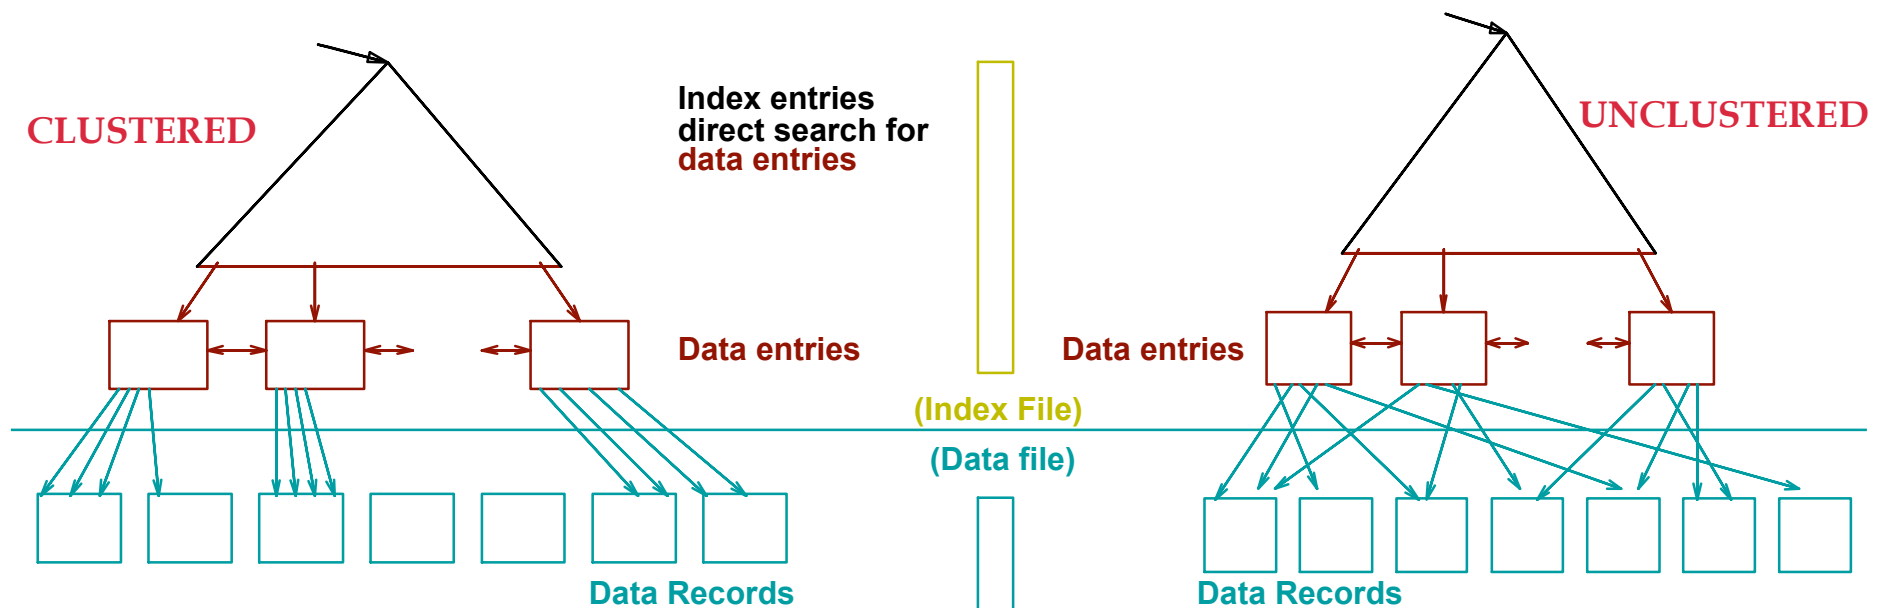 CLUSTERED
Index entries
direct search for
data entries
UNCLUSTERED
Data entries
Data entries
(Index File)
(Data file)
Data Records
Data Records